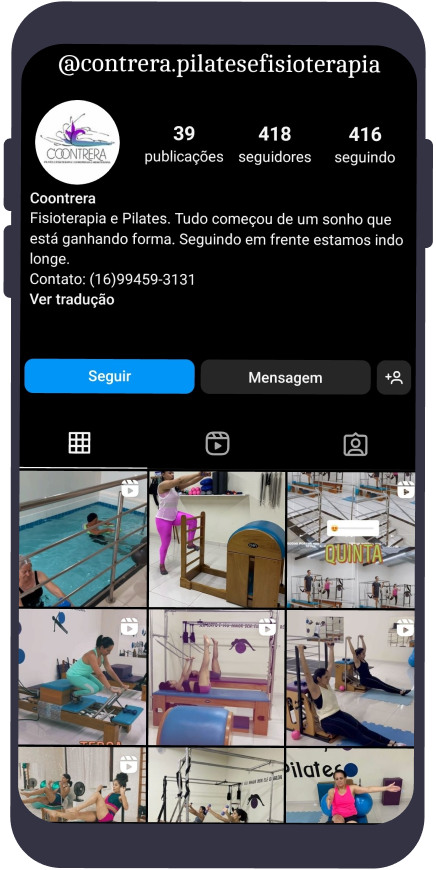 @contrera.pilatesefisioterapia
COONTRERA
39 418 416
publicações seguidores seguindo
Coontrera
Fisioterapia e Pilates. Tudo começou de um sonho que
está ganhando forma. Seguindo em frente estamos indo
longe.
Contato: (16)99459-3131
Ver tradução
Seguir Mensagem
QUINTA
Pilates